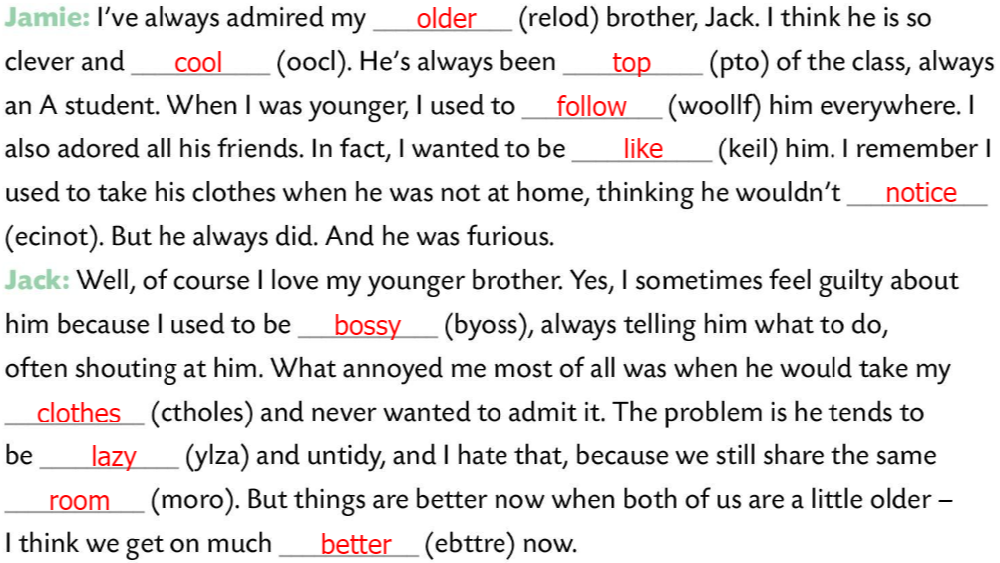 Jamie: I've always admired my older (relod) brother, Jack. I think he is so
clever and cool (oocl). He's always been top (pto) of the class, always
an A student. When I was younger, I used to follow (woollf) him everywhere. I
also adored all his friends. In fact, I wanted to be like (keil) him. I remember I
used to take his clothes when he was not at home, thinking he wouldn't notice
(ecinot). But he always did. And he was furious.
Jack: Well, of course I love my younger brother. Yes, I sometimes feel guilty about
him because I used to be bossy (byoss), always telling him what to do,
often shouting at him. What annoyed me most of all was when he would take my
clothes (ctholes) and never wanted to admit it. The problem is he tends to
be lazy (ylza) and untidy, and I hate that, because we still share the same
room (moro). But things are better now when both of us are a little older –
I think we get on much better (ebttre) now.